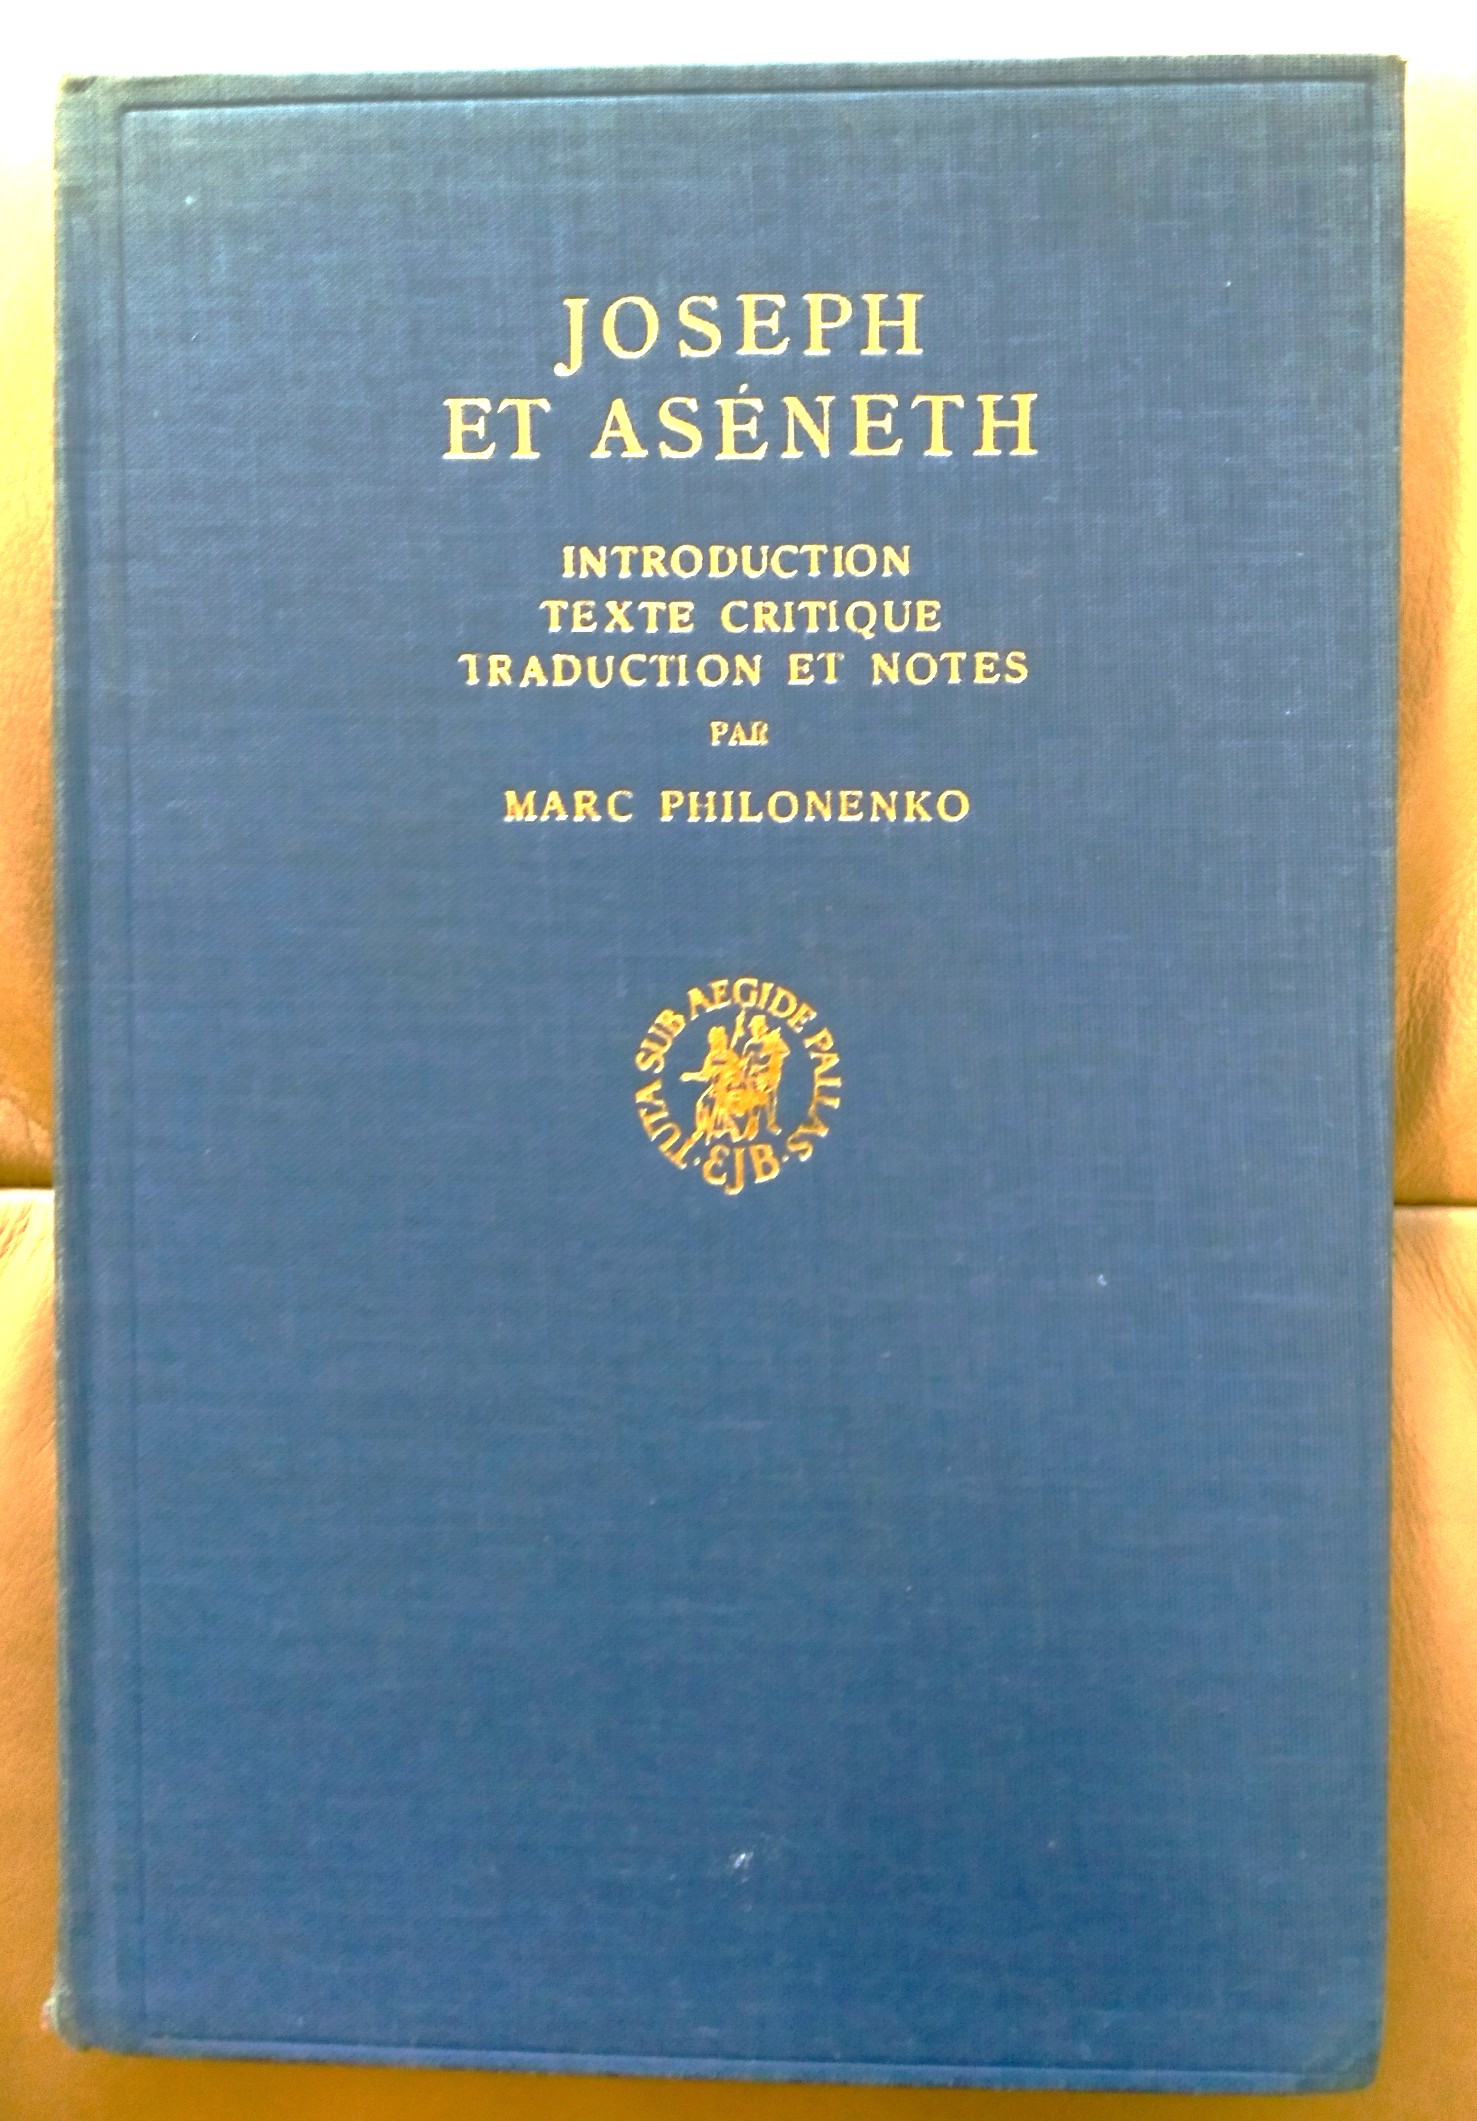 JOSEPH
ET ASÉNETH
INTRODUCTION
TEXTE CRITIQUE
TRADUCTION ET NOTES
PAR
MARC PHILONENKO
TUTA SUB AEGIDE PALLAS
·EJB·